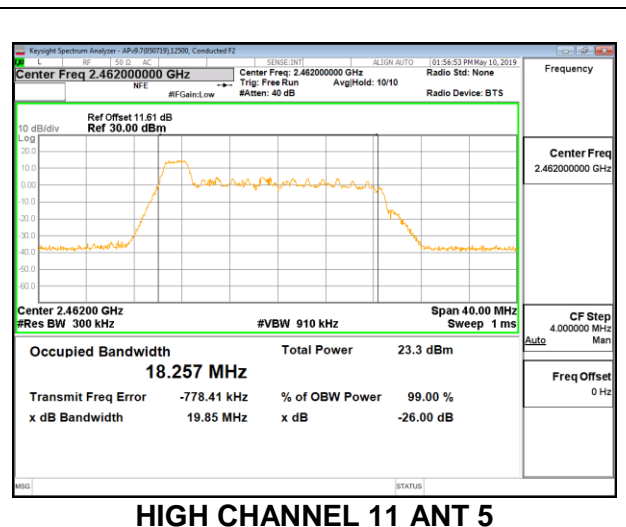 Keysight Spectrum Analyzer - APv9.7(050719),12500, Conducted F2
L RF 50 Ω AC SENSE:INT ALIGN AUTO 01:56:53 PM May 10, 2019
Center Freq 2.462000000 GHz Center Freq: 2.462000000 GHz Radio Std: None Frequency
NFE Trig: Free Run Avg|Hold: 10/10
#IFGain:Low #Atten: 40 dB Radio Device: BTS
Ref Offset 11.61 dB
10 dB/div Ref 30.00 dBm
Log
20.0
10.0
0.00
-10.0
-20.0
-30.0
-40.0
-50.0
-60.0
Center Freq
2.462000000 GHz
Center 2.46200 GHz Span 40.00 MHz
#Res BW 300 kHz #VBW 910 kHz Sweep 1 ms
CF Step
4.000000 MHz
Auto Man
Occupied Bandwidth Total Power 23.3 dBm
18.257 MHz
Freq Offset
0 Hz
Transmit Freq Error -778.41 kHz % of OBW Power 99.00 %
x dB Bandwidth 19.85 MHz x dB -26.00 dB
MSG STATUS
HIGH CHANNEL 11 ANT 5